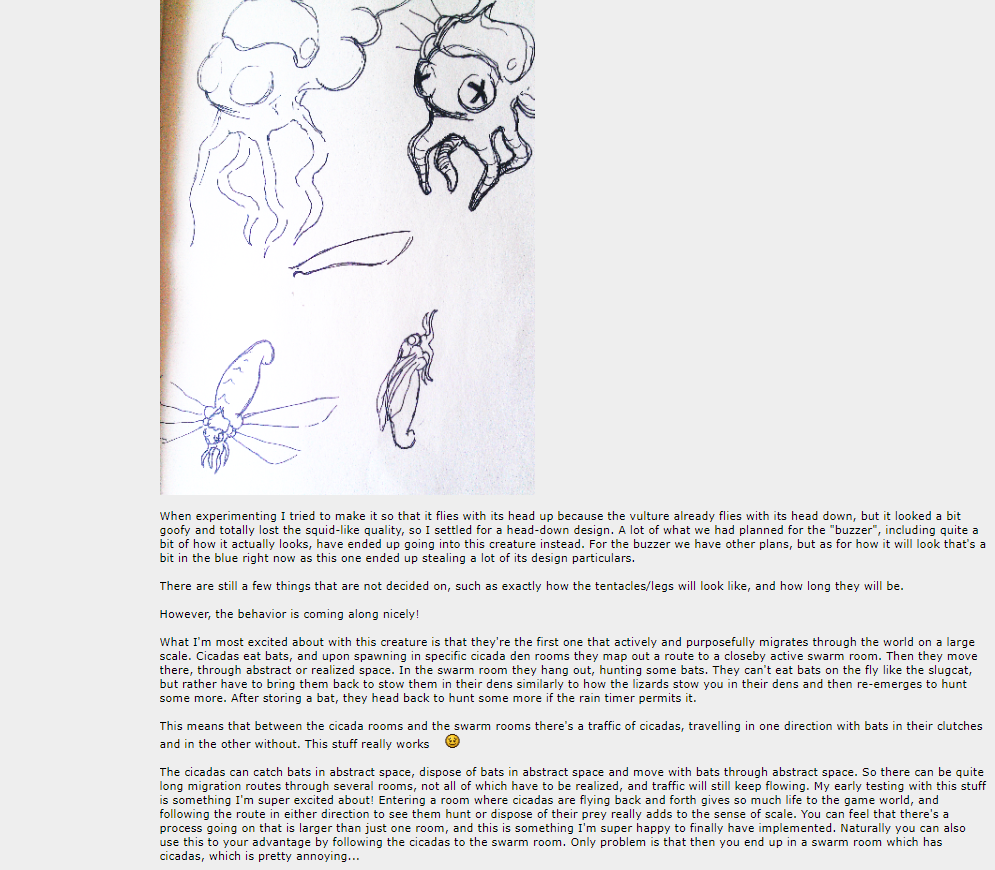 When experimenting I tried to make it so that it flies with its head up because the vulture already flies with its head down, but it looked a bit
goofy and totally lost the squid-like quality, so I settled for a head-down design. A lot of what we had planned for the "buzzer", including quite a
bit of how it actually looks, have ended up going into this creature instead. For the buzzer we have other plans, but as for how it will look that's a
bit in the blue right now as this one ended up stealing a lot of its design particulars.
There are still a few things that are not decided on, such as exactly how the tentacles/legs will look like, and how long they will be.
However, the behavior is coming along nicely!
What I'm most excited about with this creature is that they're the first one that actively and purposefully migrates through the world on a large
scale. Cicadas eat bats, and upon spawning in specific cicada den rooms they map out a route to a closeby active swarm room. Then they move
there, through abstract or realized space. In the swarm room they hang out, hunting some bats. They can't eat bats on the fly like the slugcat,
but rather have to bring them back to stow them in their dens similarly to how the lizards stow you in their dens and then re-emerges to hunt
some more. After storing a bat, they head back to hunt some more if the rain timer permits it.
This means that between the cicada rooms and the swarm rooms there's a traffic of cicadas, travelling in one direction with bats in their clutches
and in the other without. This stuff really works
The cicadas can catch bats in abstract space, dispose of bats in abstract space and move with bats through abstract space. So there can be quite
long migration routes through several rooms, not all of which have to be realized, and traffic will still keep flowing. My early testing with this stuff
is something I'm super excited about! Entering a room where cicadas are flying back and forth gives so much life to the game world, and
following the route in either direction to see them hunt or dispose of their prey really adds to the sense of scale. You can feel that there's a
process going on that is larger than just one room, and this is something I'm super happy to finally have implemented. Naturally you can also
use this to your advantage by following the cicadas to the swarm room. Only problem is that then you end up in a swarm room which has
cicadas, which is pretty annoying...